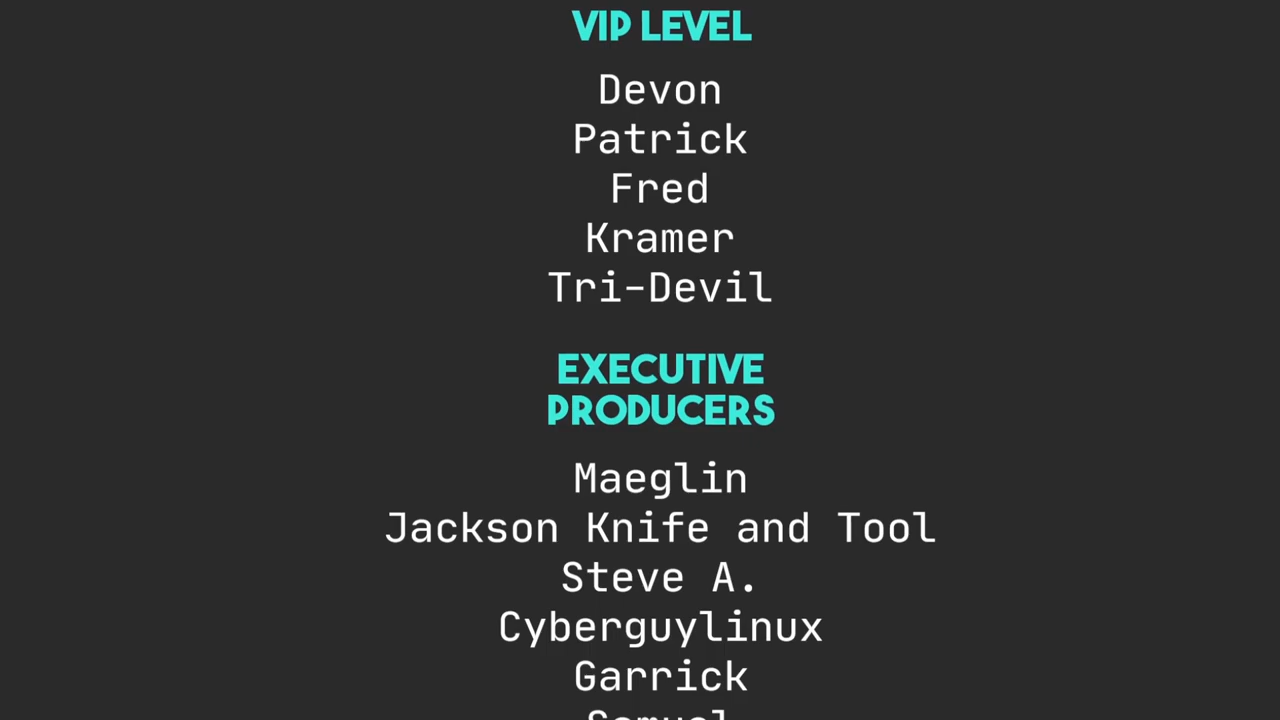 VIP LEVEL
Devon
Patrick
Fred
Kramer
Tri-Devil
EXECUTIVE
PRODUCERS
Maeglin
Jackson Knife and Tool
Steve A.
Cyberguylinux
Garrick